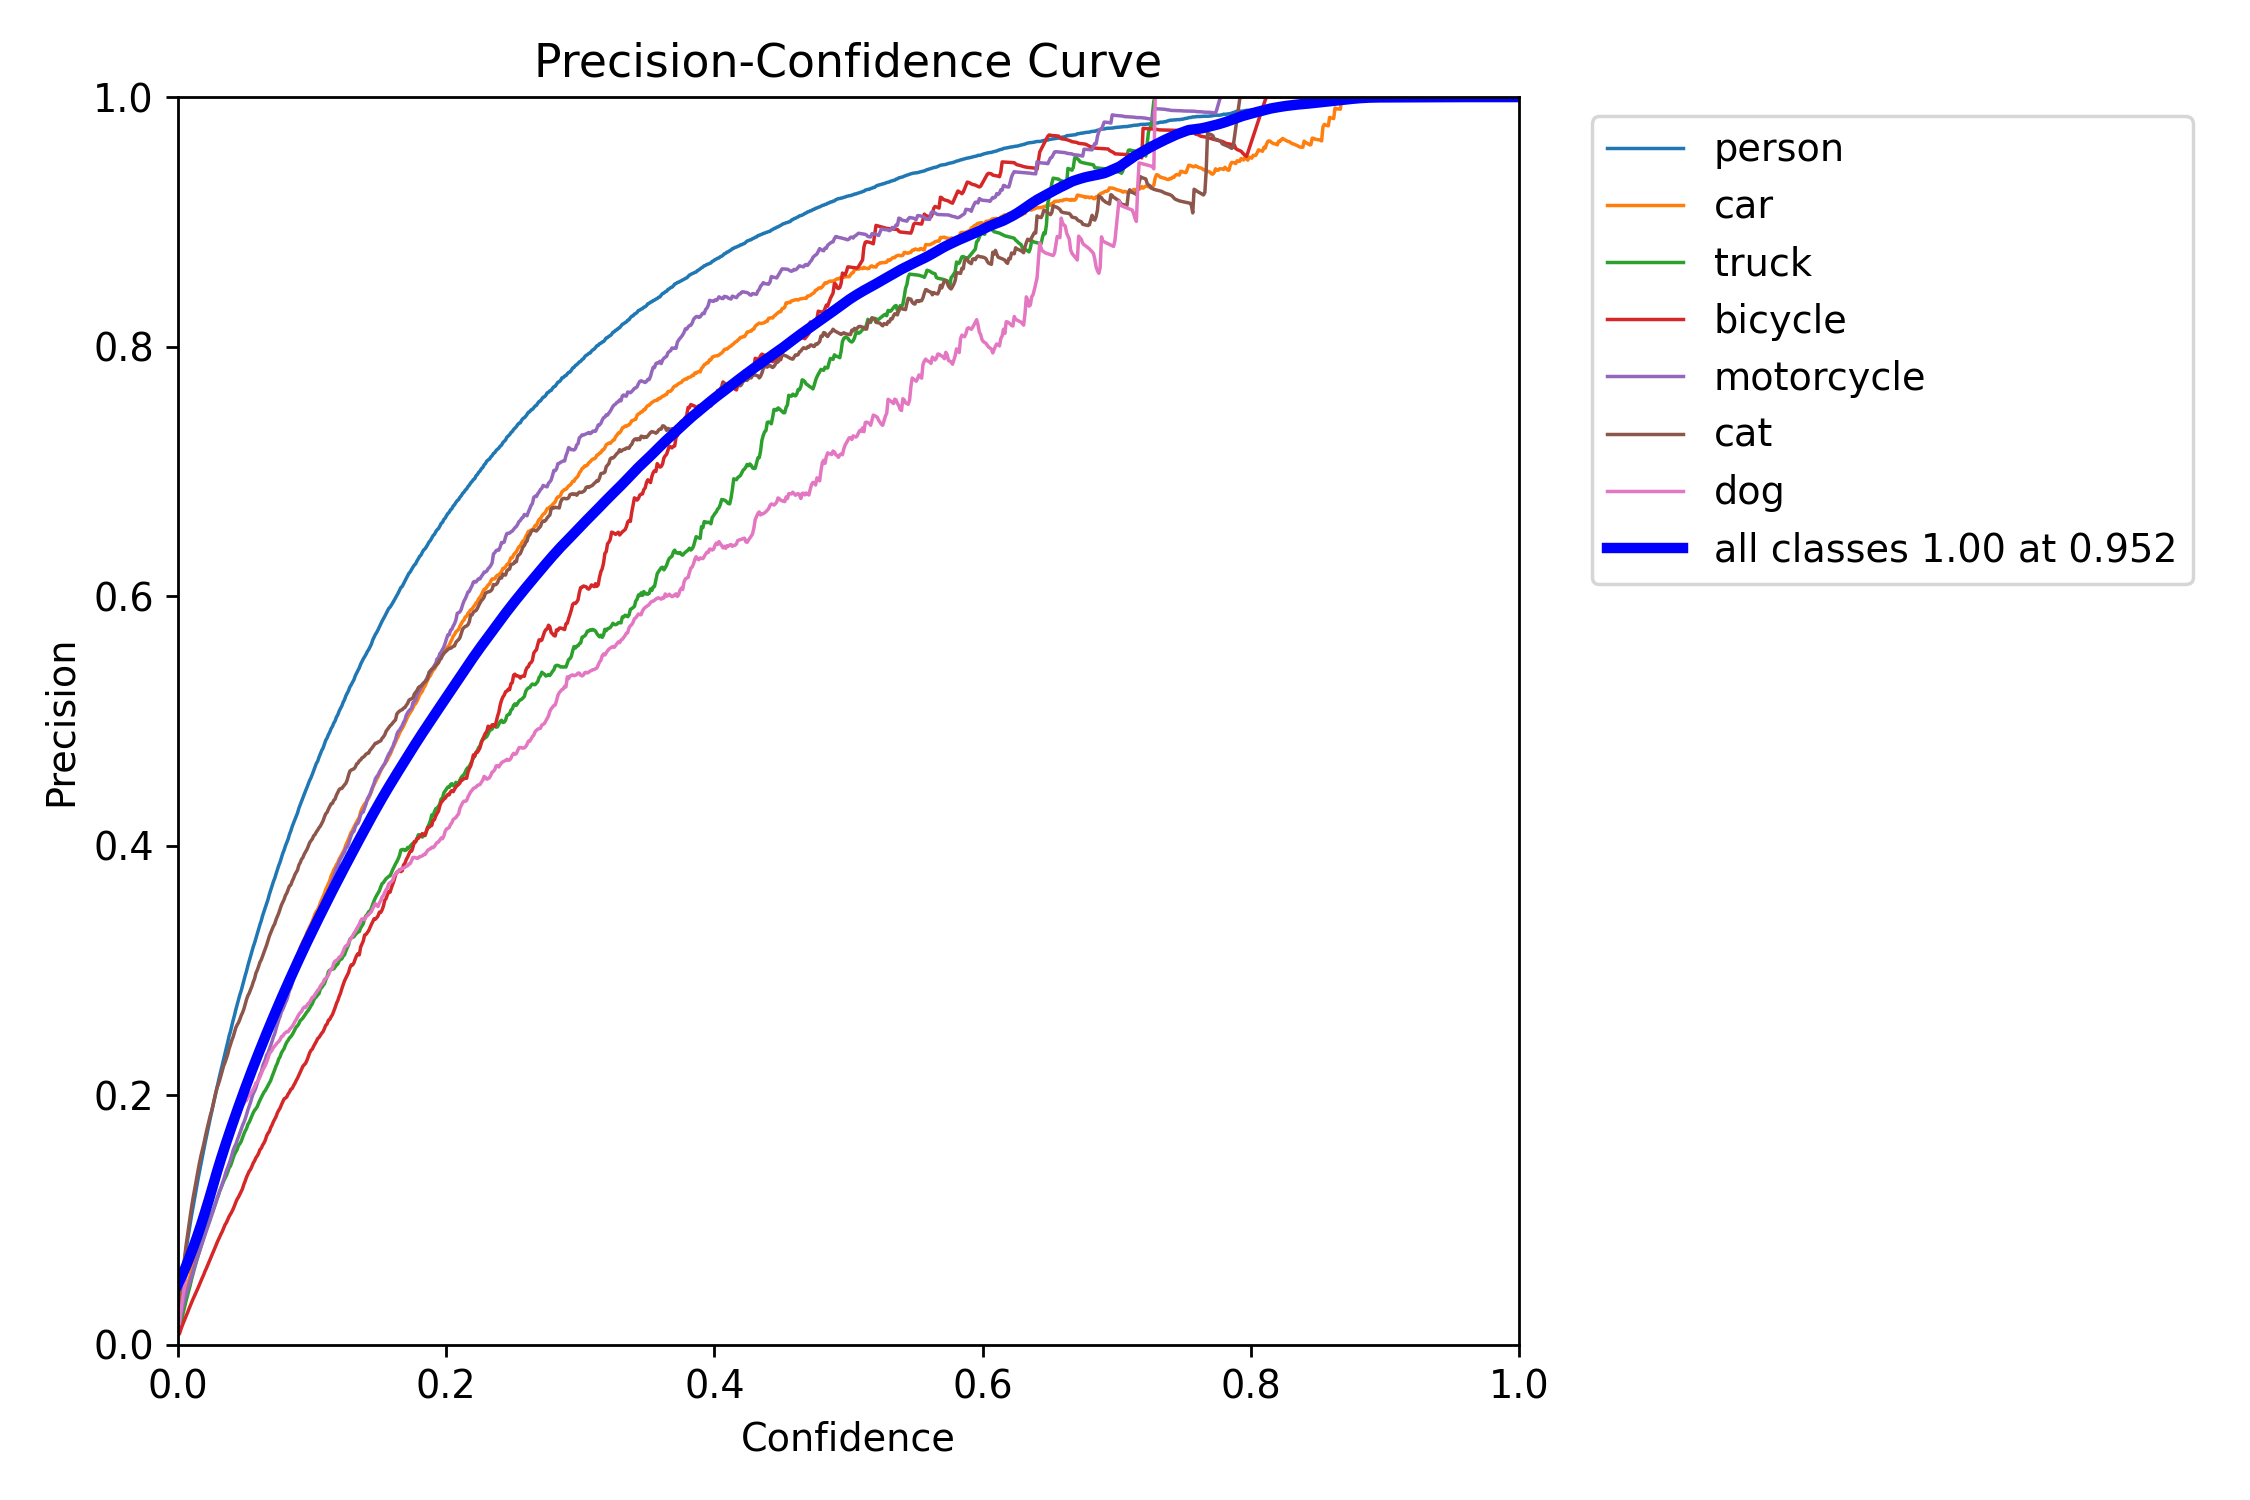 Precision-Confidence Curve
1.0
0.8
0.6
0.4
0.2
0.0
Precision
0.0 0.2 0.4 0.6 0.8 1.0
Confidence
person
car
truck
bicycle
motorcycle
cat
dog
all classes 1.00 at 0.952